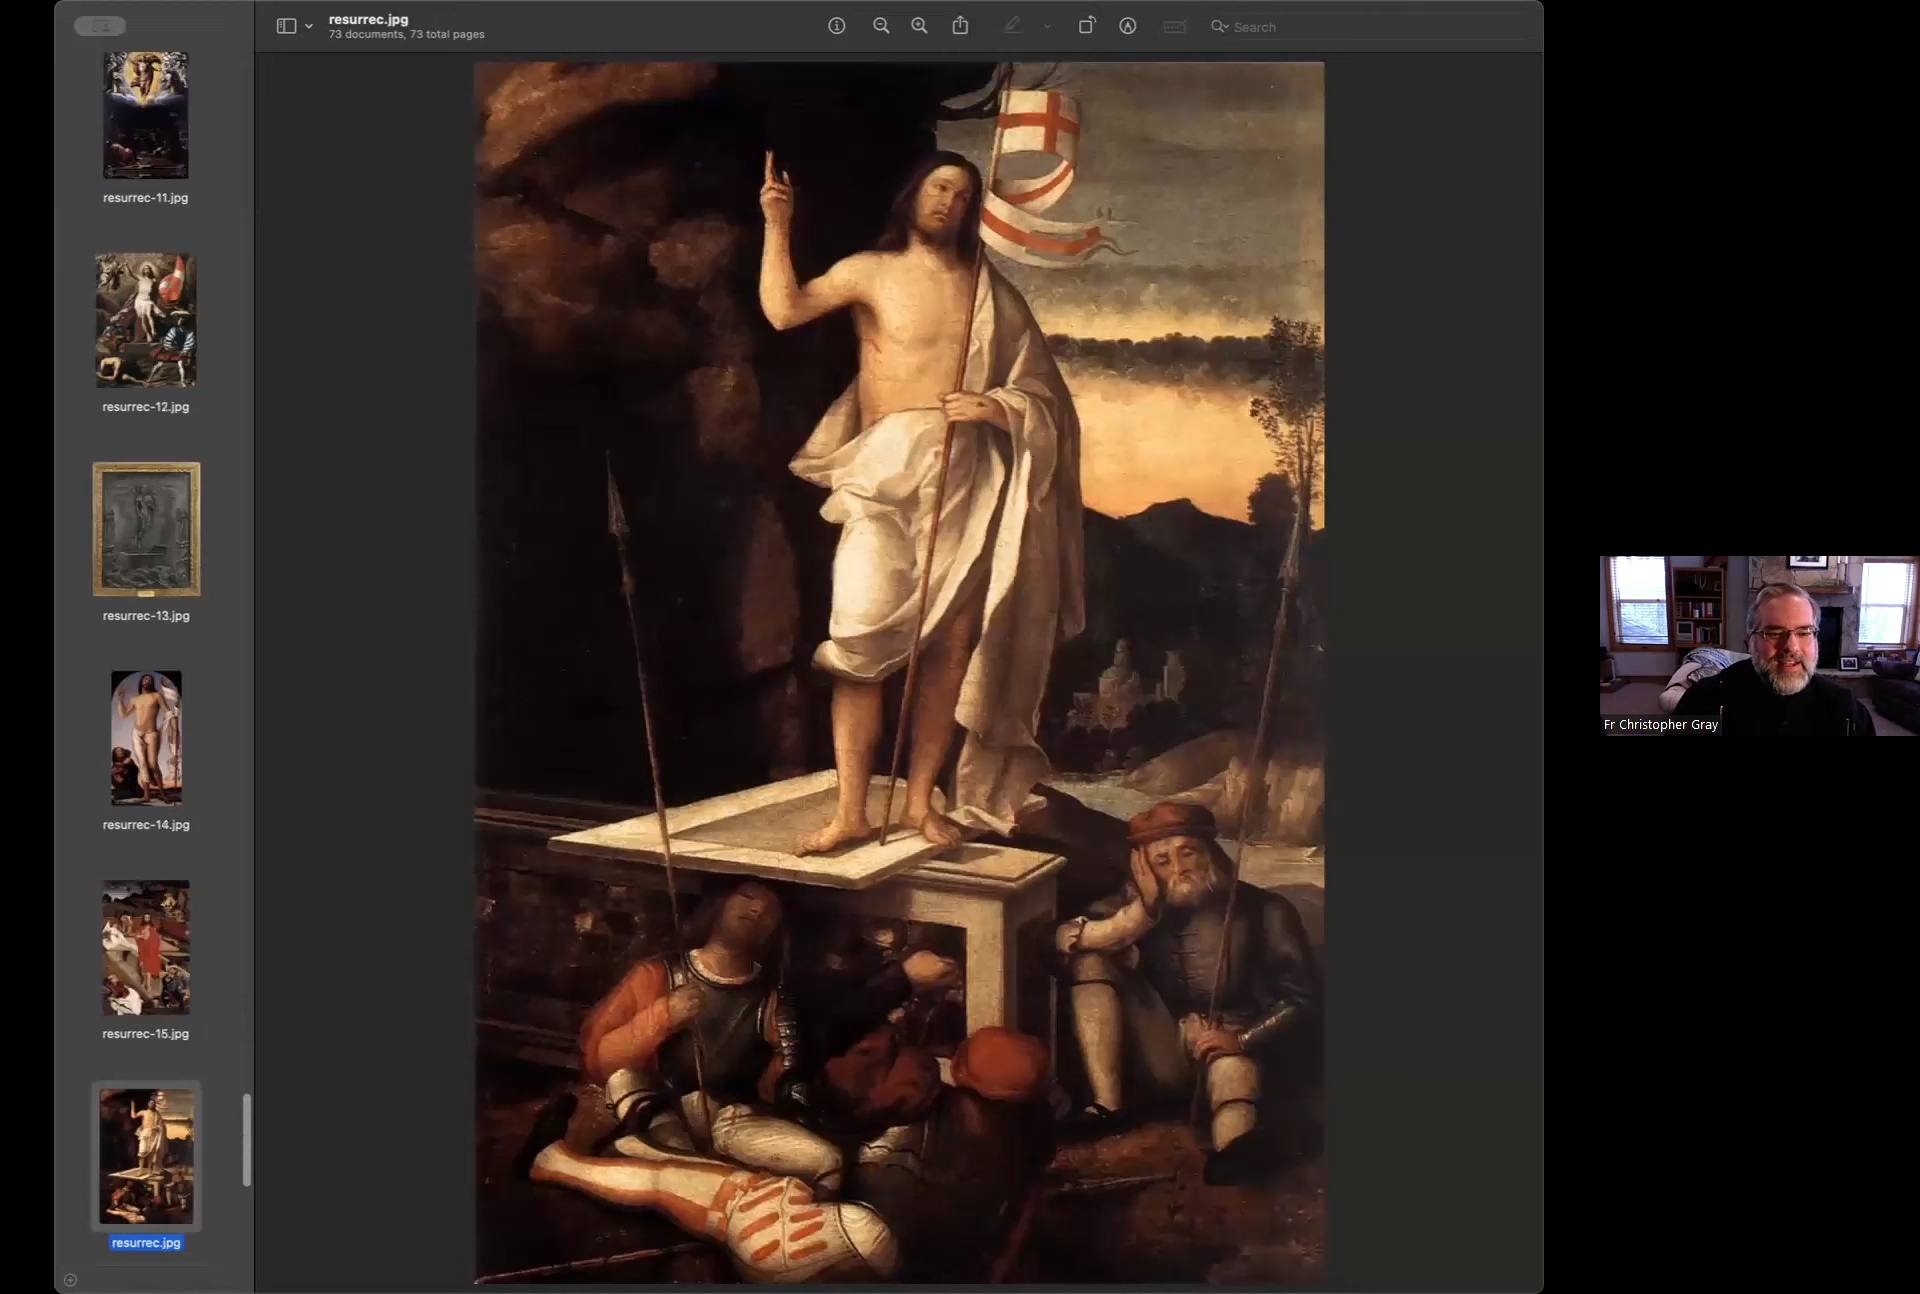 resurrec.jpg
73 documents, 73 total pages
Search
resurrec-11.jpg
resurrec-12.jpg
resurrec-13.jpg
resurrec-14.jpg
resurrec-15.jpg
resurrec.jpg
Fr Christopher Gray